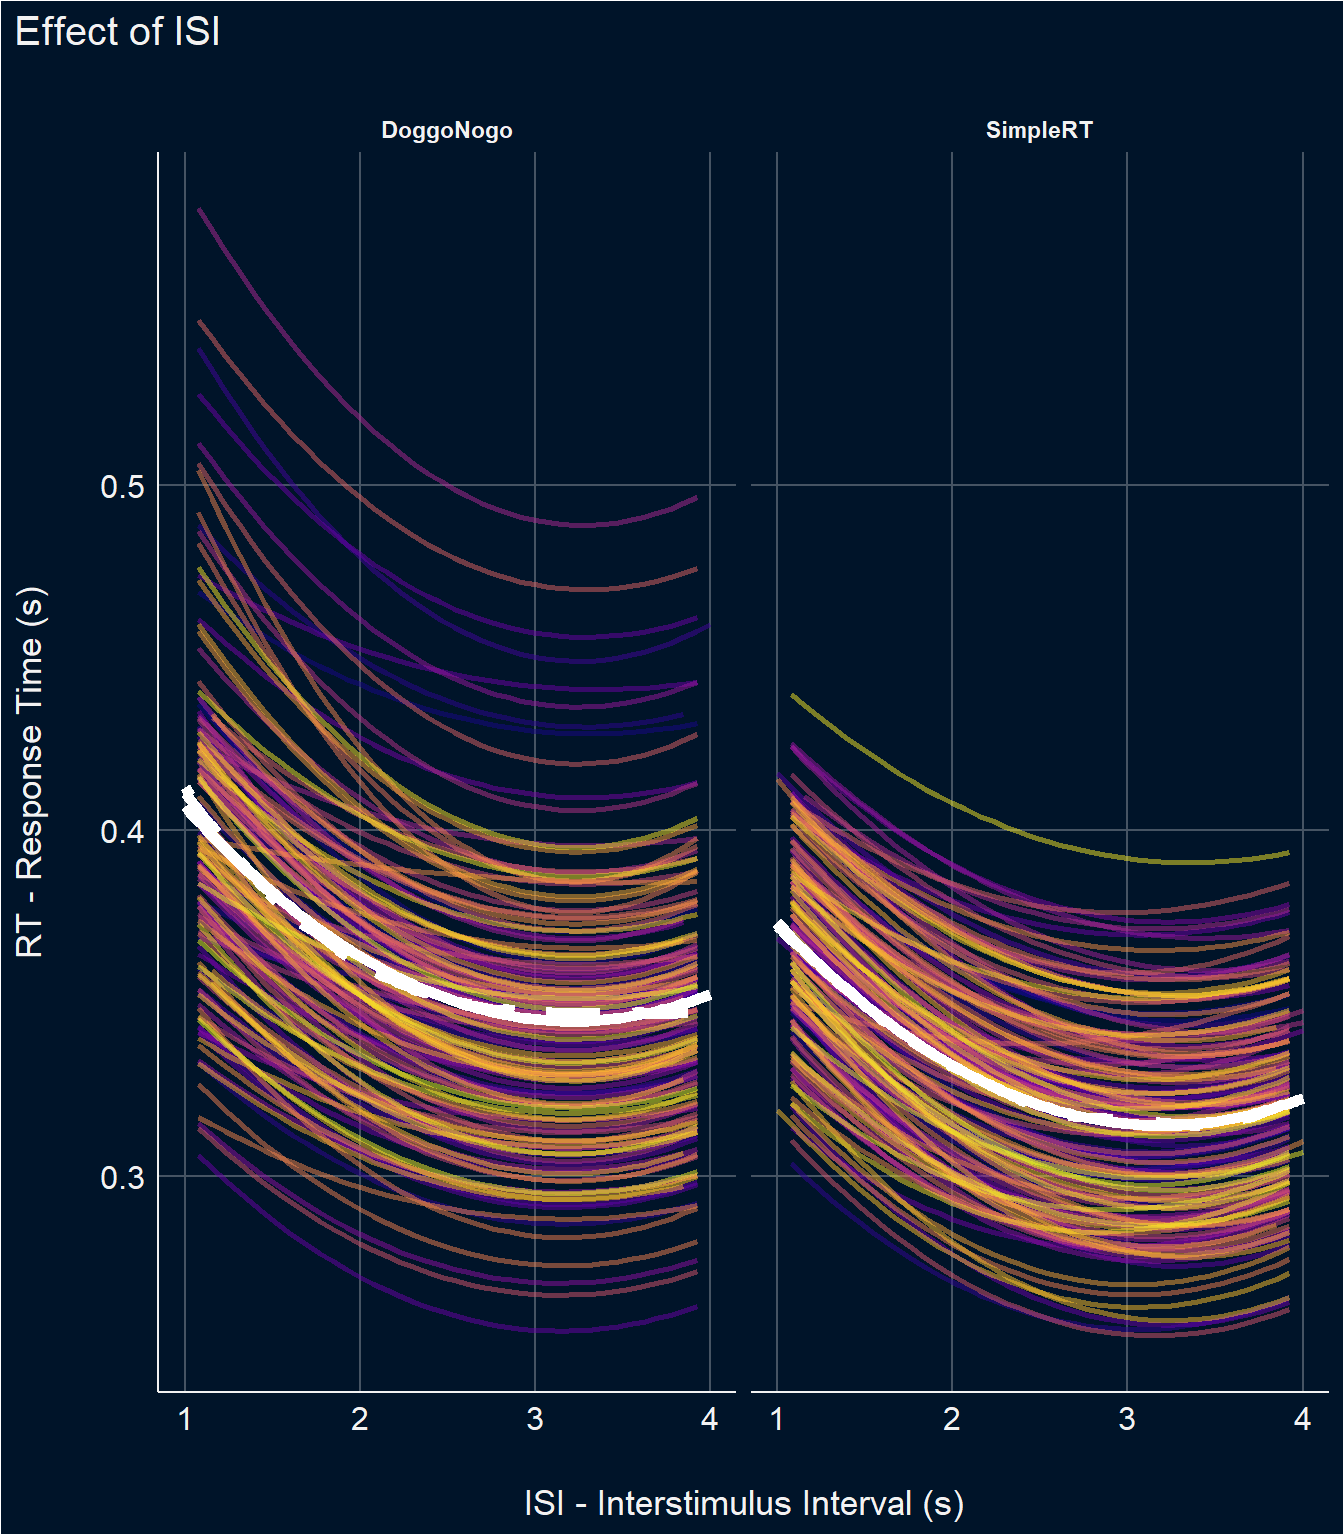 Effect of ISI
DoggoNogo
SimpleRT
RT - Response Time (s)
0.5
0.4
0.3
1 2 3 4
1 2 3 4
ISI - Interstimulus Interval (s)